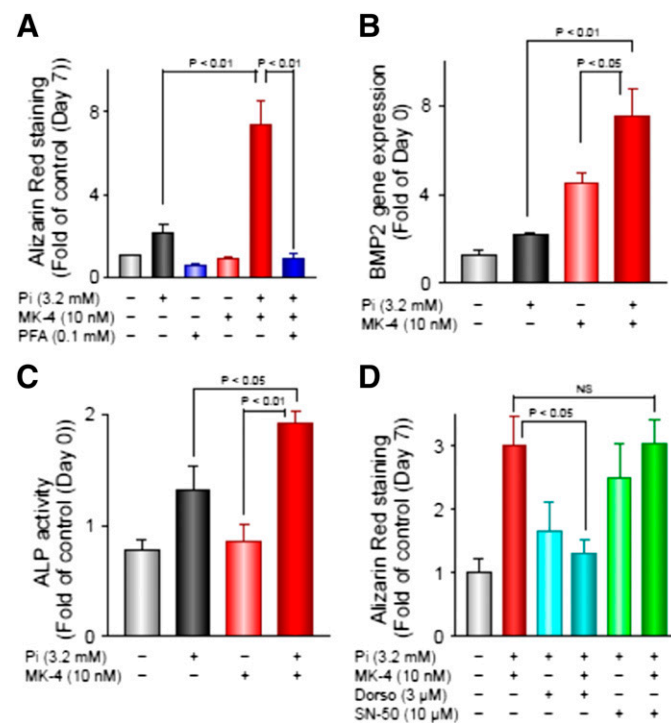 A
Alizarin Red staining
(Fold of control (Day 7))
8
4
0
P < 0.01
P < 0.01
Pi (3.2 mM) – + – – + +
MK-4 (10 nM) – – – + + +
PFA (0.1 mM) – – + – – +
B
BMP2 gene expression
(Fold of Day 0)
8
4
0
P < 0.01
P < 0.05
Pi (3.2 mM) – + – +
MK-4 (10 nM) – – + +
C
ALP activity
(Fold of control (Day 0))
2
1
0
P < 0.05
P < 0.01
Pi (3.2 mM) – + – +
MK-4 (10 nM) – – + +
D
Alizarin Red staining
(Fold of control (Day 7))
3
2
1
0
NS
P < 0.05
Pi (3.2 mM) – + + + + +
MK-4 (10 nM) – + – + – +
Dorso (3 µM) – – + + – –
SN-50 (10 µM) – – – – + +